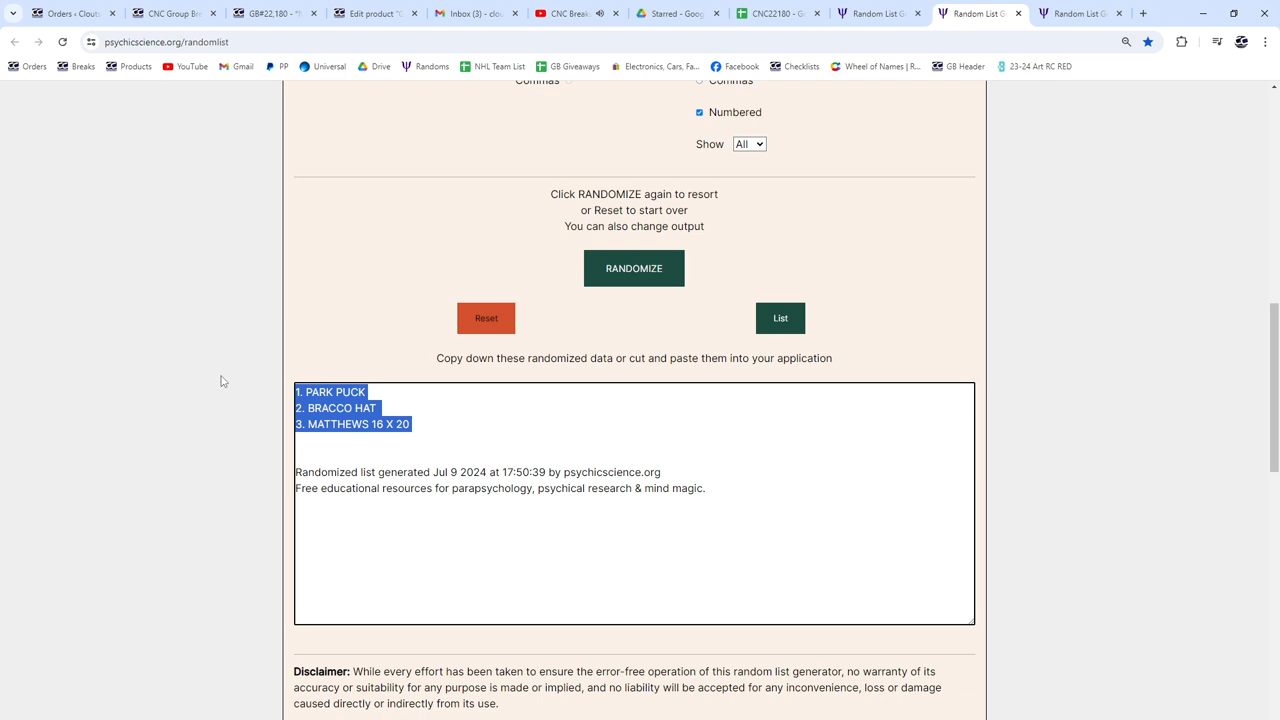 Orders ‹ Clout
CNC Group Bre
GB#22,180 - *
Edit product "G
Inbox (3) - clou
CNC Break
Starred - Goog
CNC22180 - G
Random List Ge
Random List Ge
Random List Ge
psychicscience.org/randomlist
Orders
Breaks
Products
YouTube
Gmail
PP
Universal
Drive
Randoms
NHL Team List
GB Giveaways
Electronics, Cars, Fa...
Facebook
Checklists
Wheel of Names | R...
GB Header
23-24 Art RC RED
Commas
Commas
Numbered
Show All
Click RANDOMIZE again to resort
or Reset to start over
You can also change output
RANDOMIZE
Reset
List
Copy down these randomized data or cut and paste them into your application
1. PARK PUCK
2. BRACCO HAT
3. MATTHEWS 16 X 20
Randomized list generated Jul 9 2024 at 17:50:39 by psychicscience.org
Free educational resources for parapsychology, psychical research & mind magic.
Disclaimer: While every effort has been taken to ensure the error-free operation of this random list generator, no warranty of its
accuracy or suitability for any purpose is made or implied, and no liability will be accepted for any inconvenience, loss or damage
caused directly or indirectly from its use.